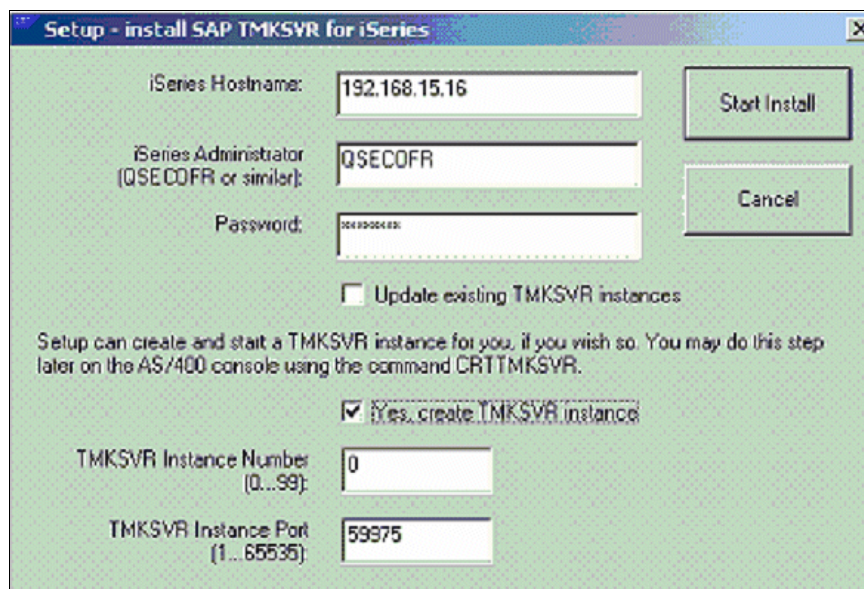 Setup - install SAP TMKSVR for iSeries
iSeries Hostname:
192.168.15.16
Start Install
iSeries Administrator
(QSECOFR or similar):
QSECOFR
Cancel
Password:
*********
Update existing TMKSVR instances
Setup can create and start a TMKSVR instance for you, if you wish so. You may do this step
later on the AS/400 console using the command CRTTMKSVR.
Yes, create TMKSVR instance
TMKSVR Instance Number
(0...99):
0
TMKSVR Instance Port
(1...65535):
59975